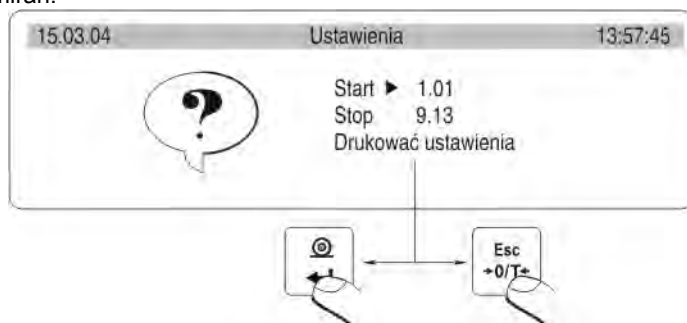 15.03.04 Ustawienia 13:57:45
Start ▶ 1.01
Stop 9.13
Drukować ustawienia
Esc
→0/T←